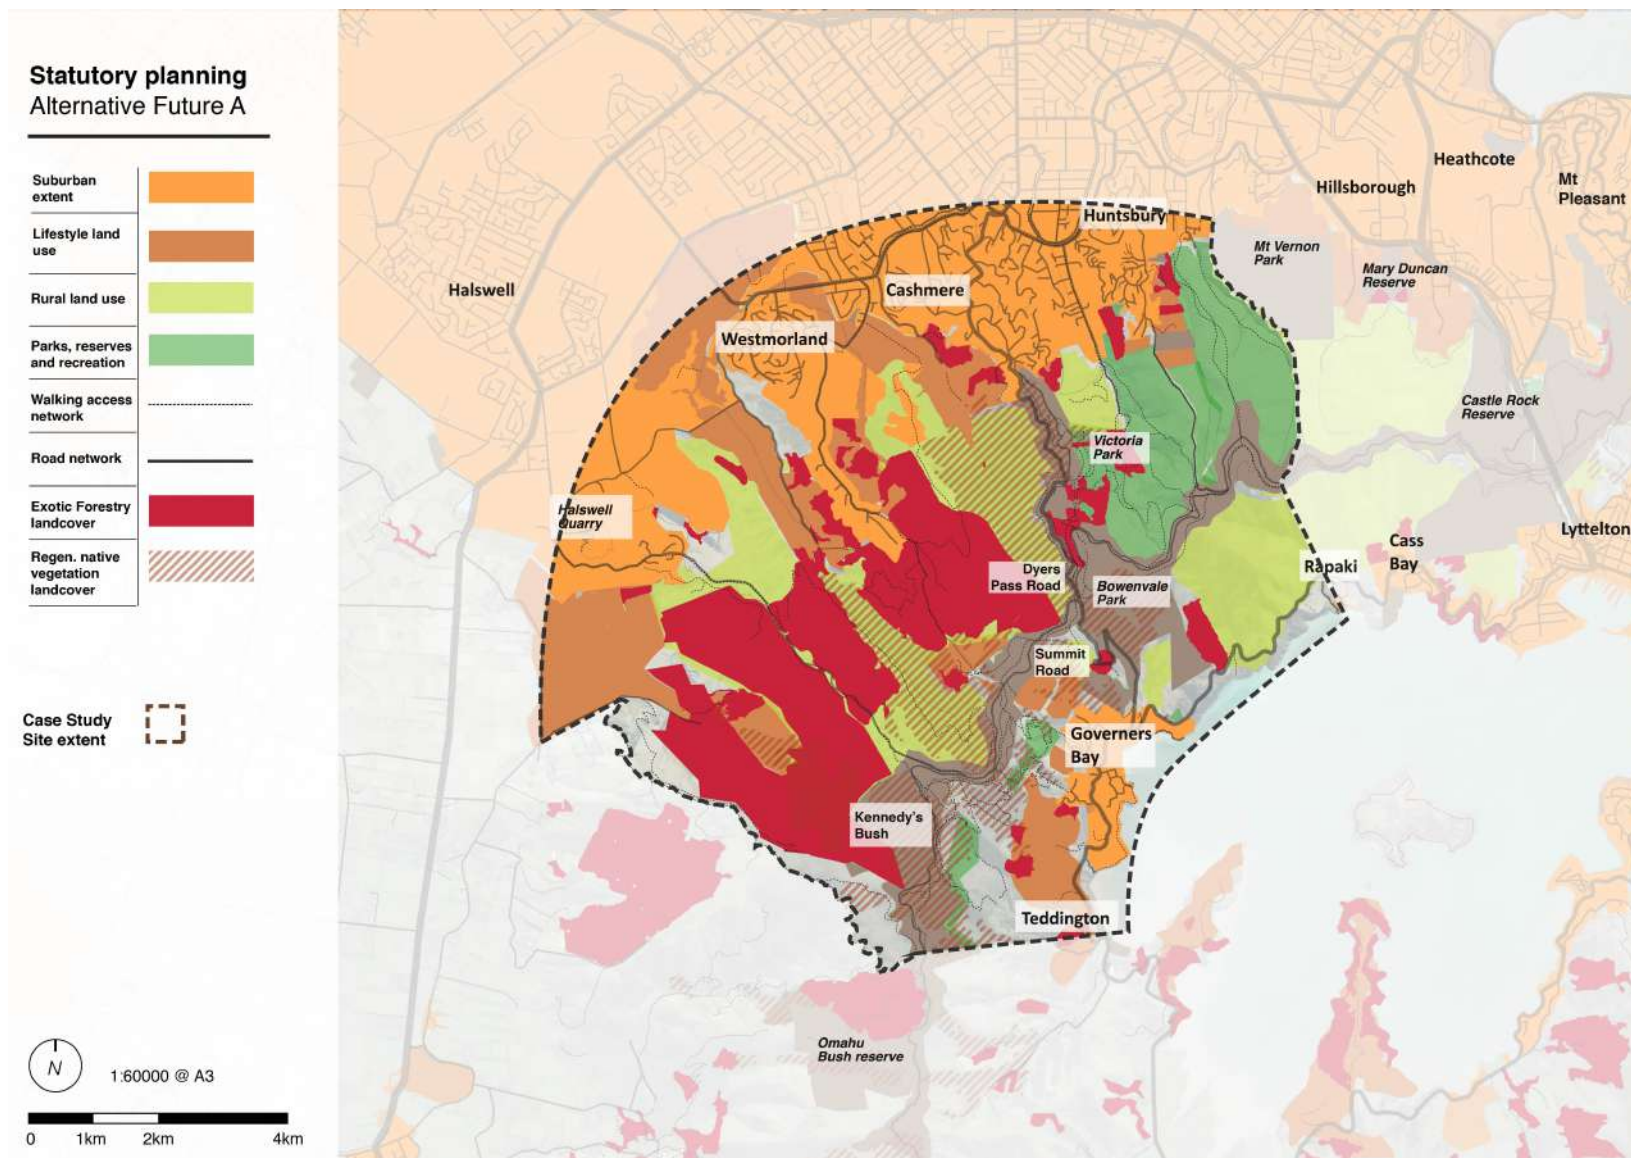 Statutory planning
Alternative Future A
Suburban
extent
Lifestyle land
use
Rural land use
Parks, reserves
and recreation
Walking access
network
Road network
Exotic Forestry
landcover
Regen. native
vegetation
landcover
Case Study
Site extent
N
1:60000 @ A3
0 1km 2km 4km
Heathcote
Hillsborough
Mt
Pleasant
Huntsbury
Mt Vernon
Park
Mary Duncan
Reserve
Halswell
Cashmere
Westmorland
Castle Rock
Reserve
Victoria
Park
Halswell
Quarry
Lyttelton
Cass
Bay
Rāpaki
Dyers
Pass Road
Bowenvale
Park
Summit
Road
Governers
Bay
Kennedy's
Bush
Teddington
Omahu
Bush reserve